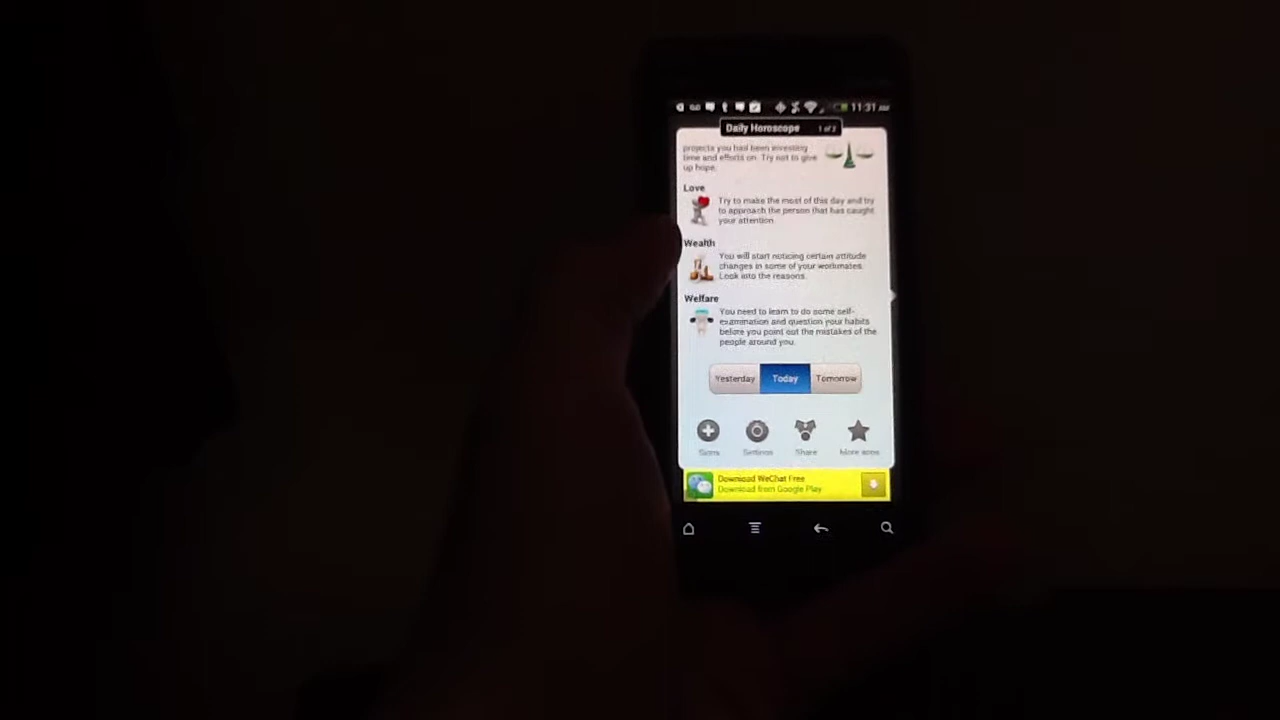 11:31 AM
Daily Horoscope 1 of 2
projects you had been investing
time and efforts on. Try not to give
up hope.
Love
Try to make the most of this day and try
to approach the person that has caught
your attention.
Wealth
You will start noticing certain attitude
changes in some of your workmates.
Look into the reasons.
Welfare
You need to learn to do some self-
examination and question your habits
before you point out the mistakes of the
people around you.
Yesterday Today Tomorrow
Signs Settings Share More apps
Download WeChat Free
Download from Google Play